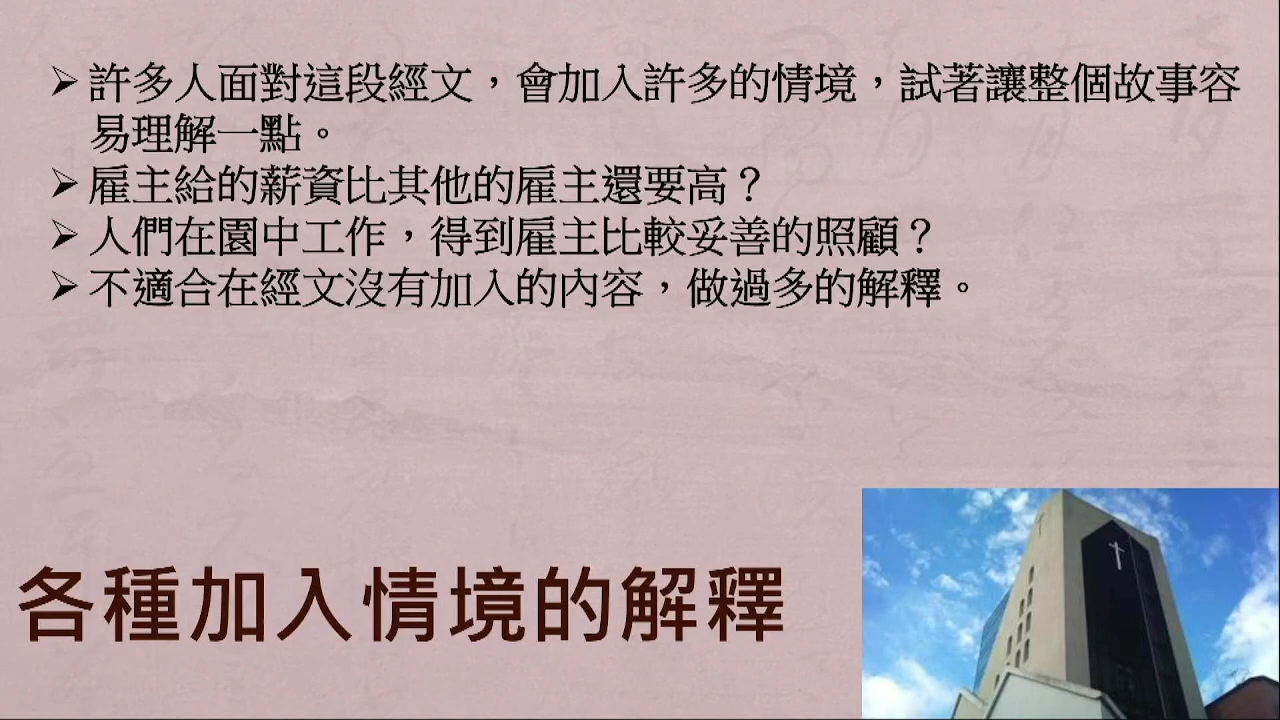 許多人面對這段經文，會加入許多的情境，試著讓整個故事容
易理解一點。
雇主給的薪資比其他的雇主還要高？
人們在園中工作，得到雇主比較妥善的照顧？
不適合在經文沒有加入的內容，做過多的解釋。
各種加入情境的解釋